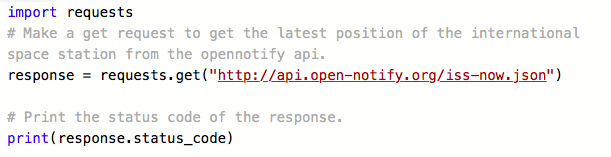 import requests
# Make a get request to get the latest position of the international
space station from the opennotify api.
response = requests.get("http://api.open-notify.org/iss-now.json")
# Print the status code of the response.
print(response.status_code)